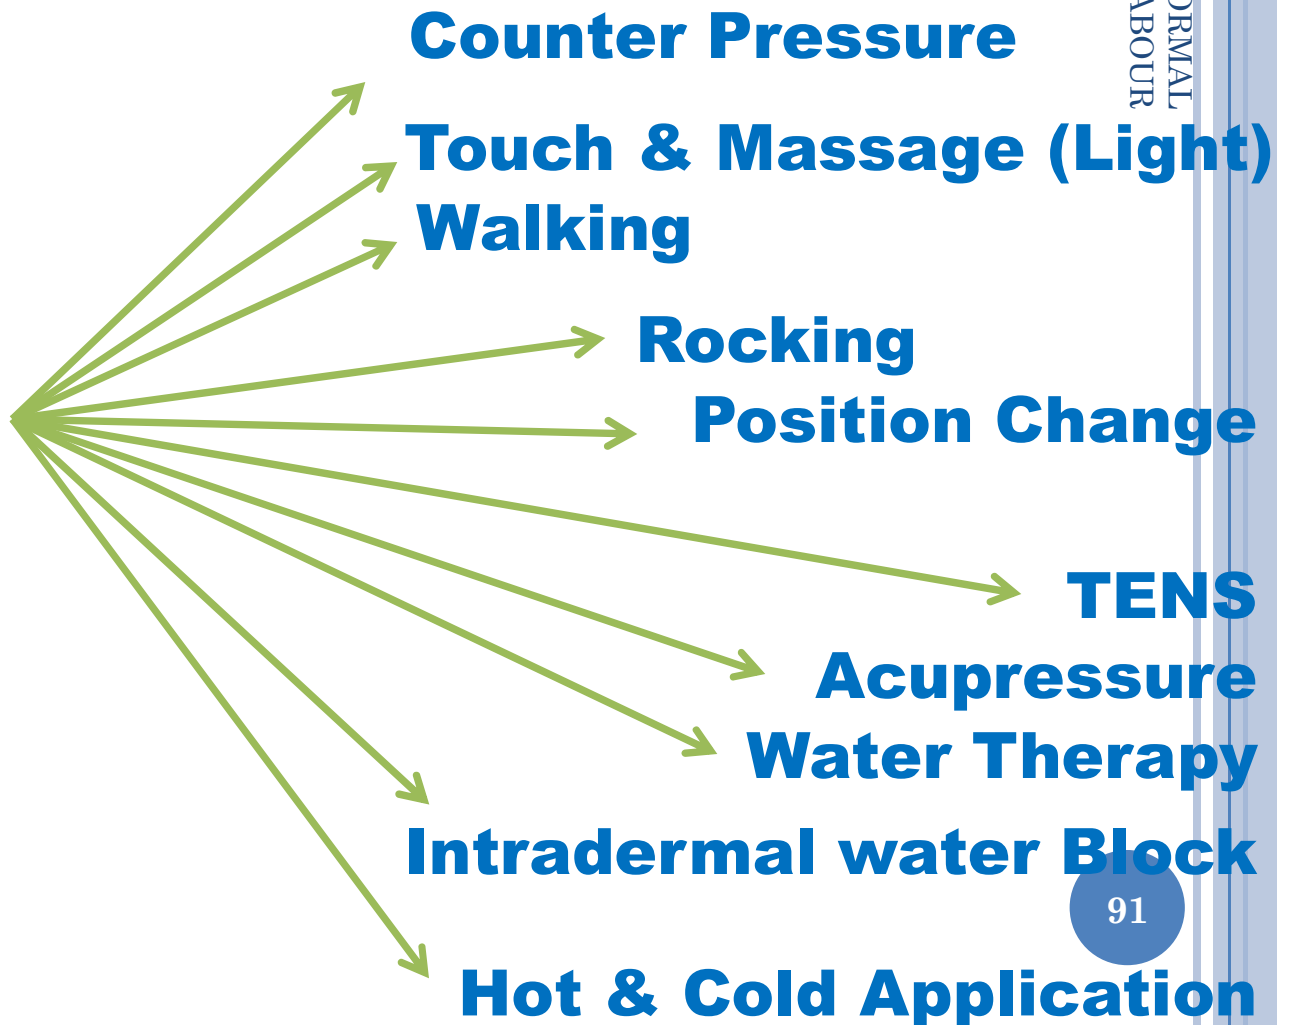 Counter Pressure
Touch & Massage (Light)
Walking
Rocking
Position Change
TENS
Acupressure
Water Therapy
Intradermal water Block
91
Hot & Cold Application